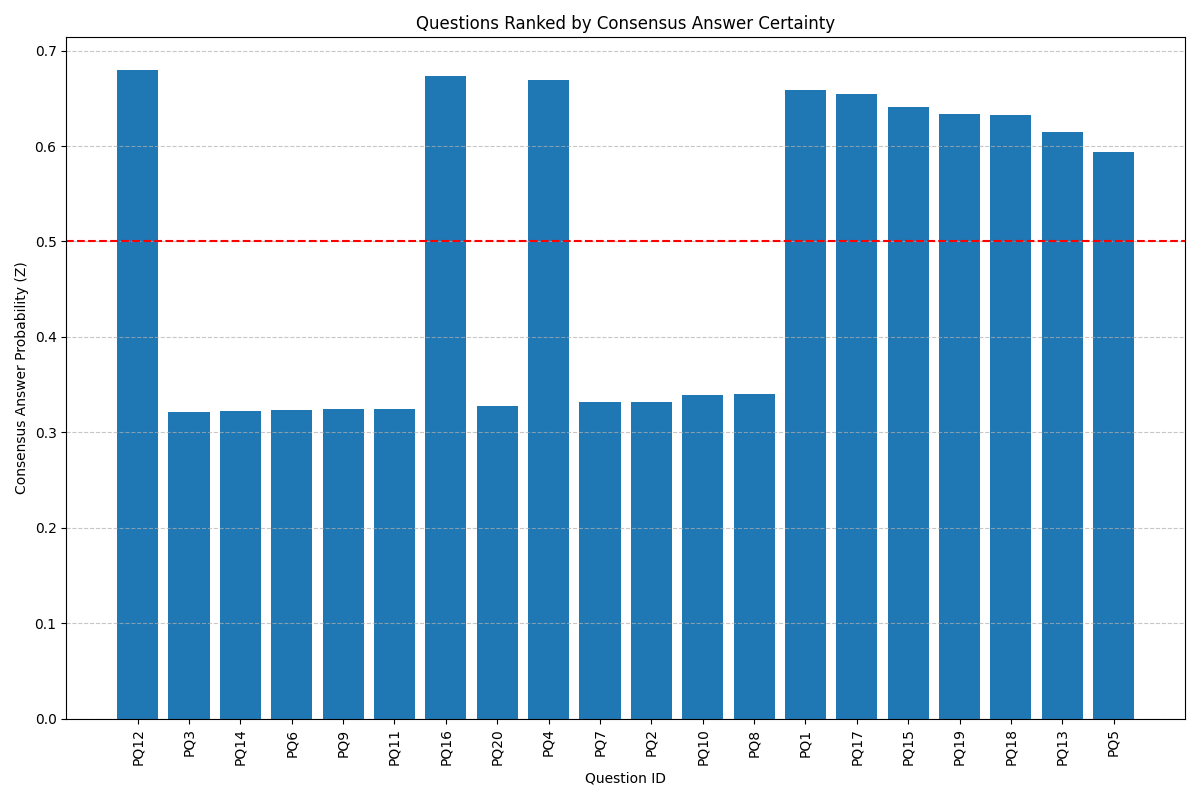 Questions Ranked by Consensus Answer Certainty
Consensus Answer Probability (Z)
0.7
0.6
0.5
0.4
0.3
0.2
0.1
0.0
PQ12
PQ3
PQ14
PQ6
PQ9
PQ11
PQ16
PQ20
PQ4
PQ7
PQ2
PQ10
PQ8
PQ1
PQ17
PQ15
PQ19
PQ18
PQ13
PQ5
Question ID